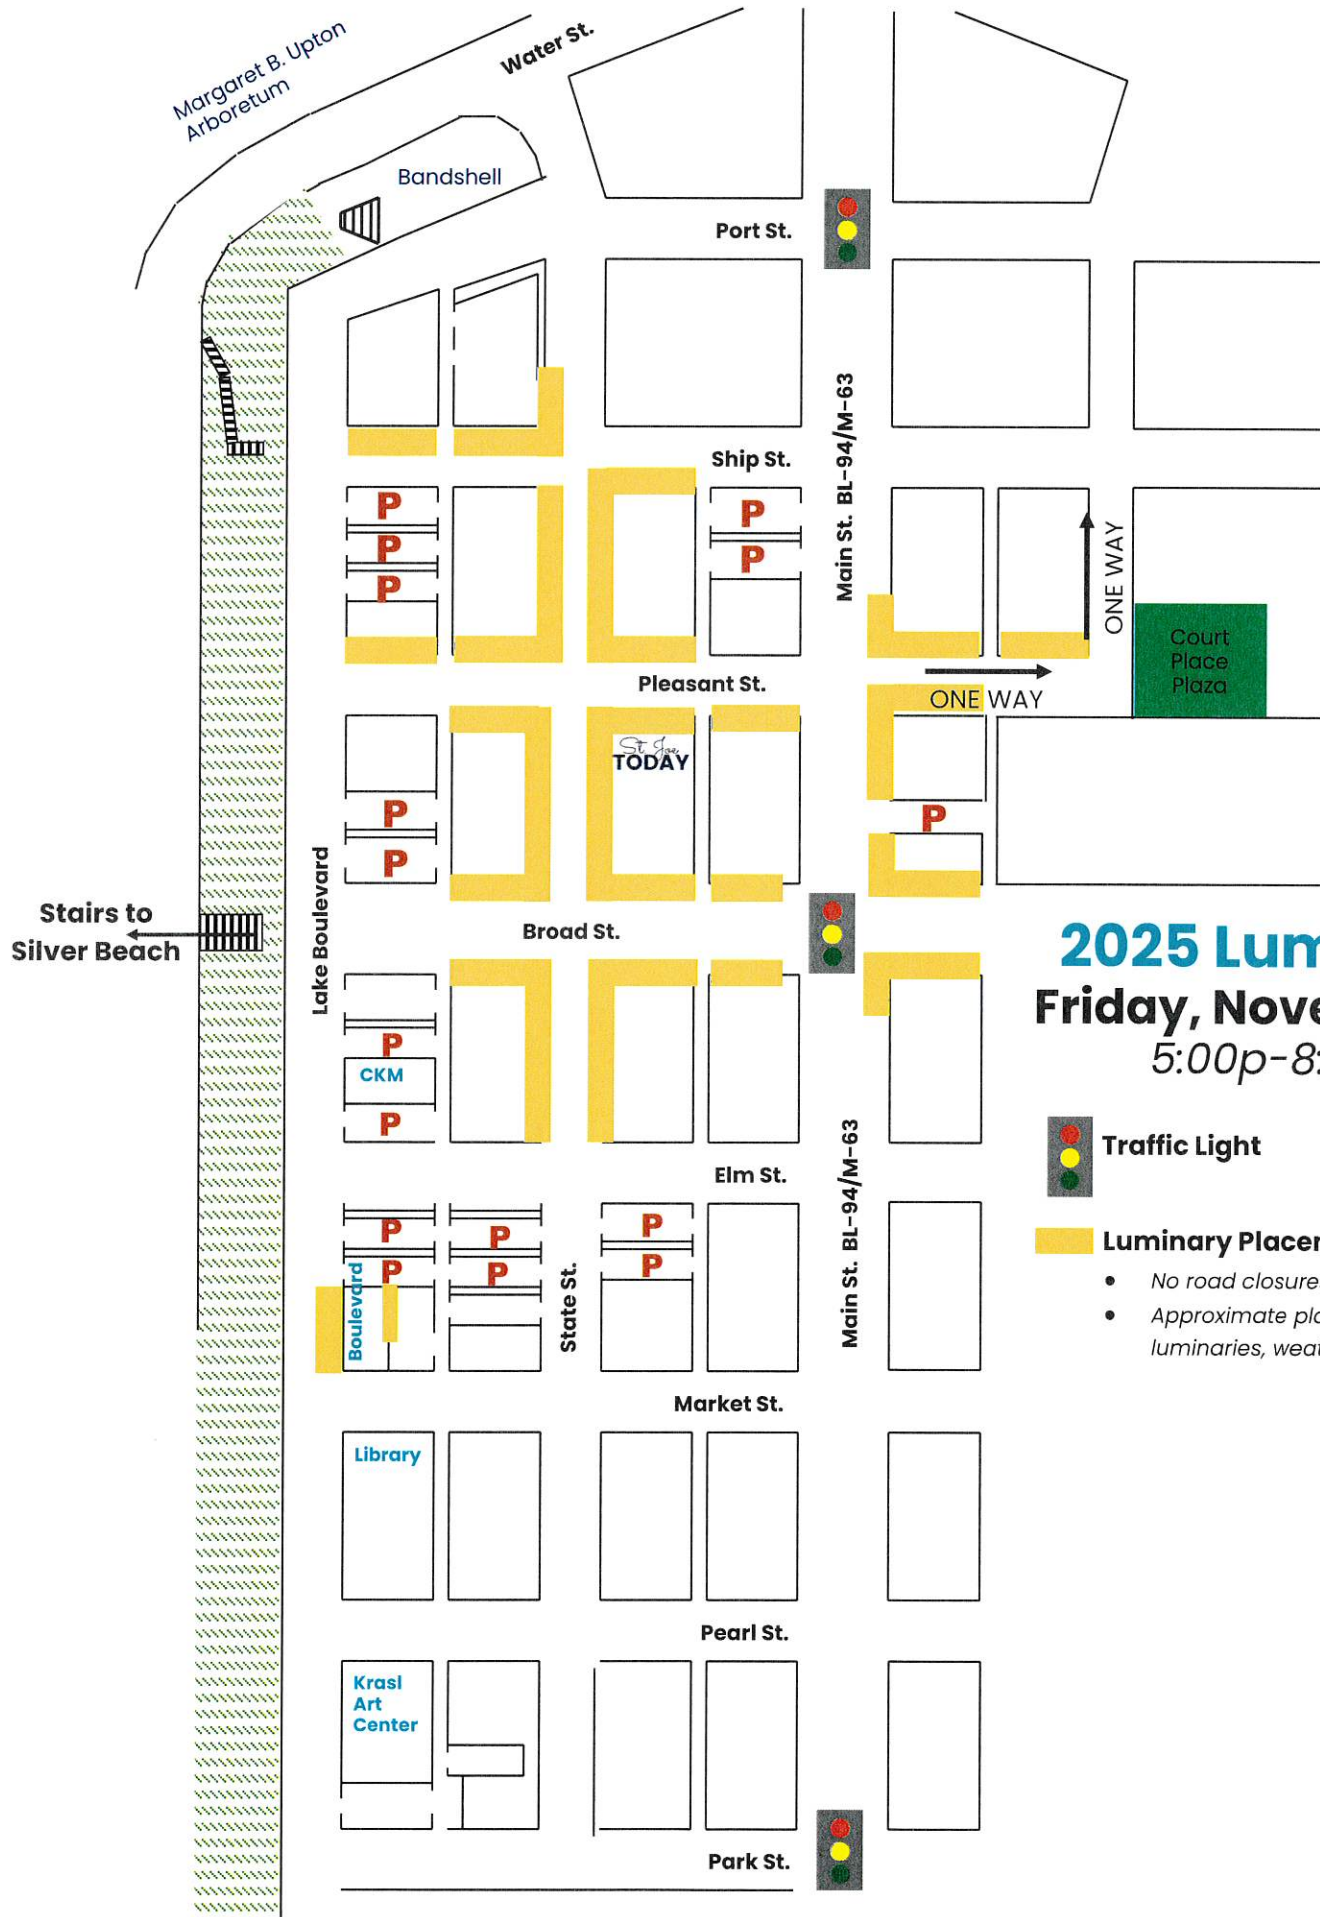 Margaret B. Upton
Arboretum
Water St.
Bandshell
Port St.
Main St. BL-94/M-63
Ship St.
P
P
P
P
P
ONE WAY
Court
Place
Plaza
Pleasant St.
ONE WAY
St. Joe
TODAY
P
P
P
Lake Boulevard
Stairs to
Silver Beach
Broad St.
2025 Lum
Friday, Nove
5:00p-8:
P
CKM
P
Main St. BL-94/M-63
Traffic Light
Elm St.
P
P
P
P
P
P
Boulevard
State St.
Luminary Placer
• No road closure
• Approximate pla
luminaries, weat
Market St.
Library
Pearl St.
Krasl
Art
Center
Park St.